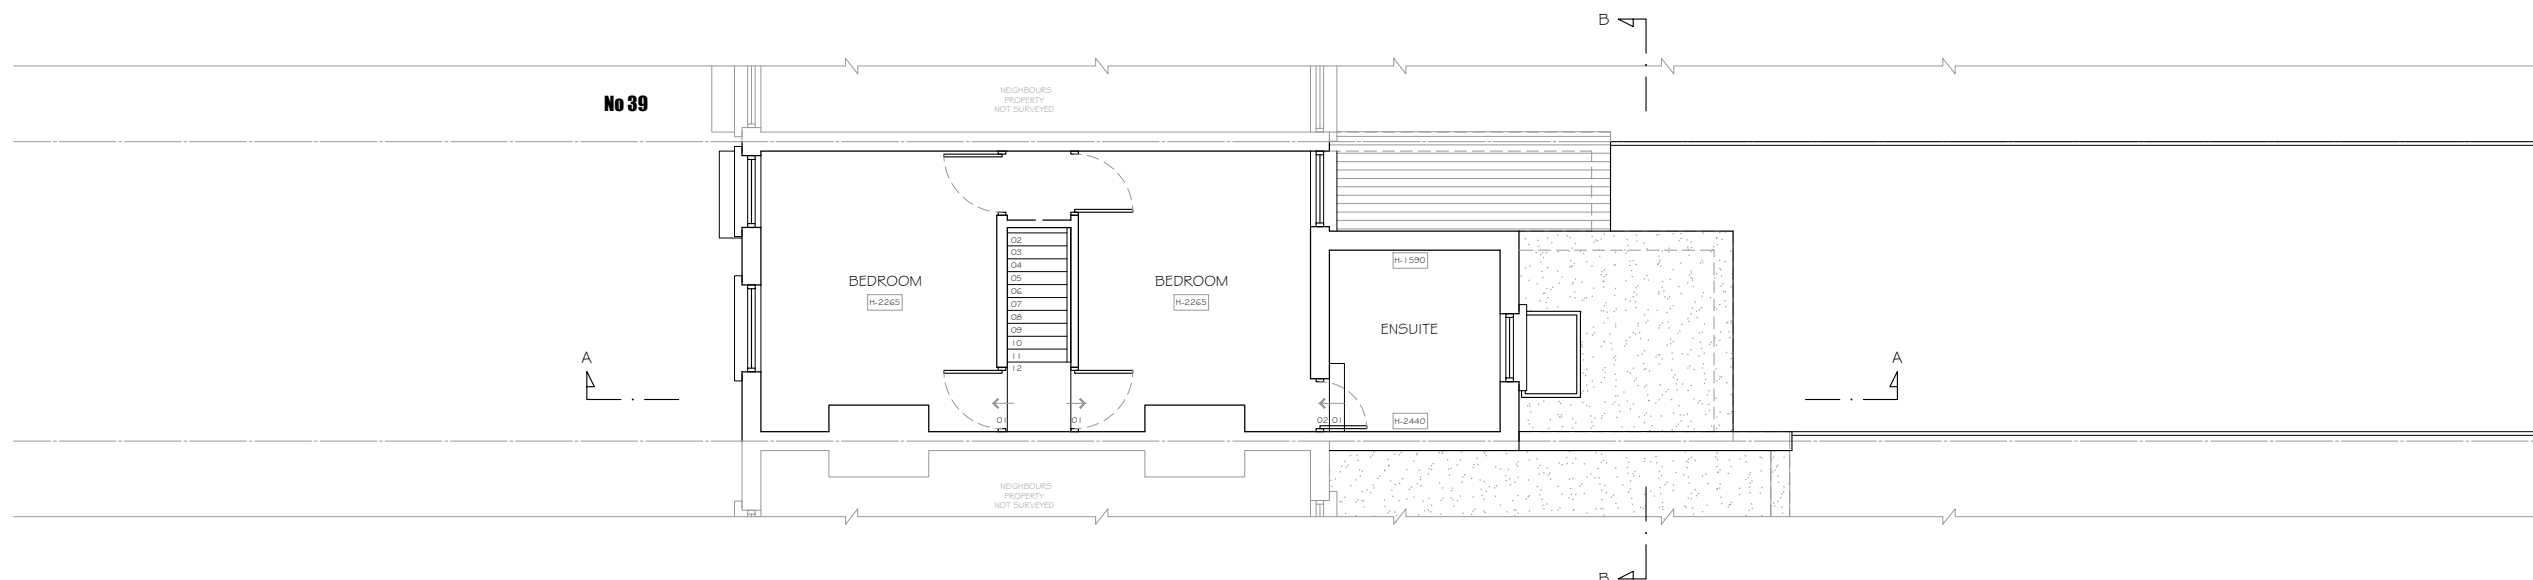 B
No 39
NEIGHBOURS
PROPERTY
NOT SURVEYED
02
03
04
05
06
07
08
09
10
11
12
BEDROOM
H-2265
BEDROOM
H-2265
H-1590
ENSUITE
A
A
01
01
02 01
H-2440
NEIGHBOURS
PROPERTY
NOT SURVEYED
B